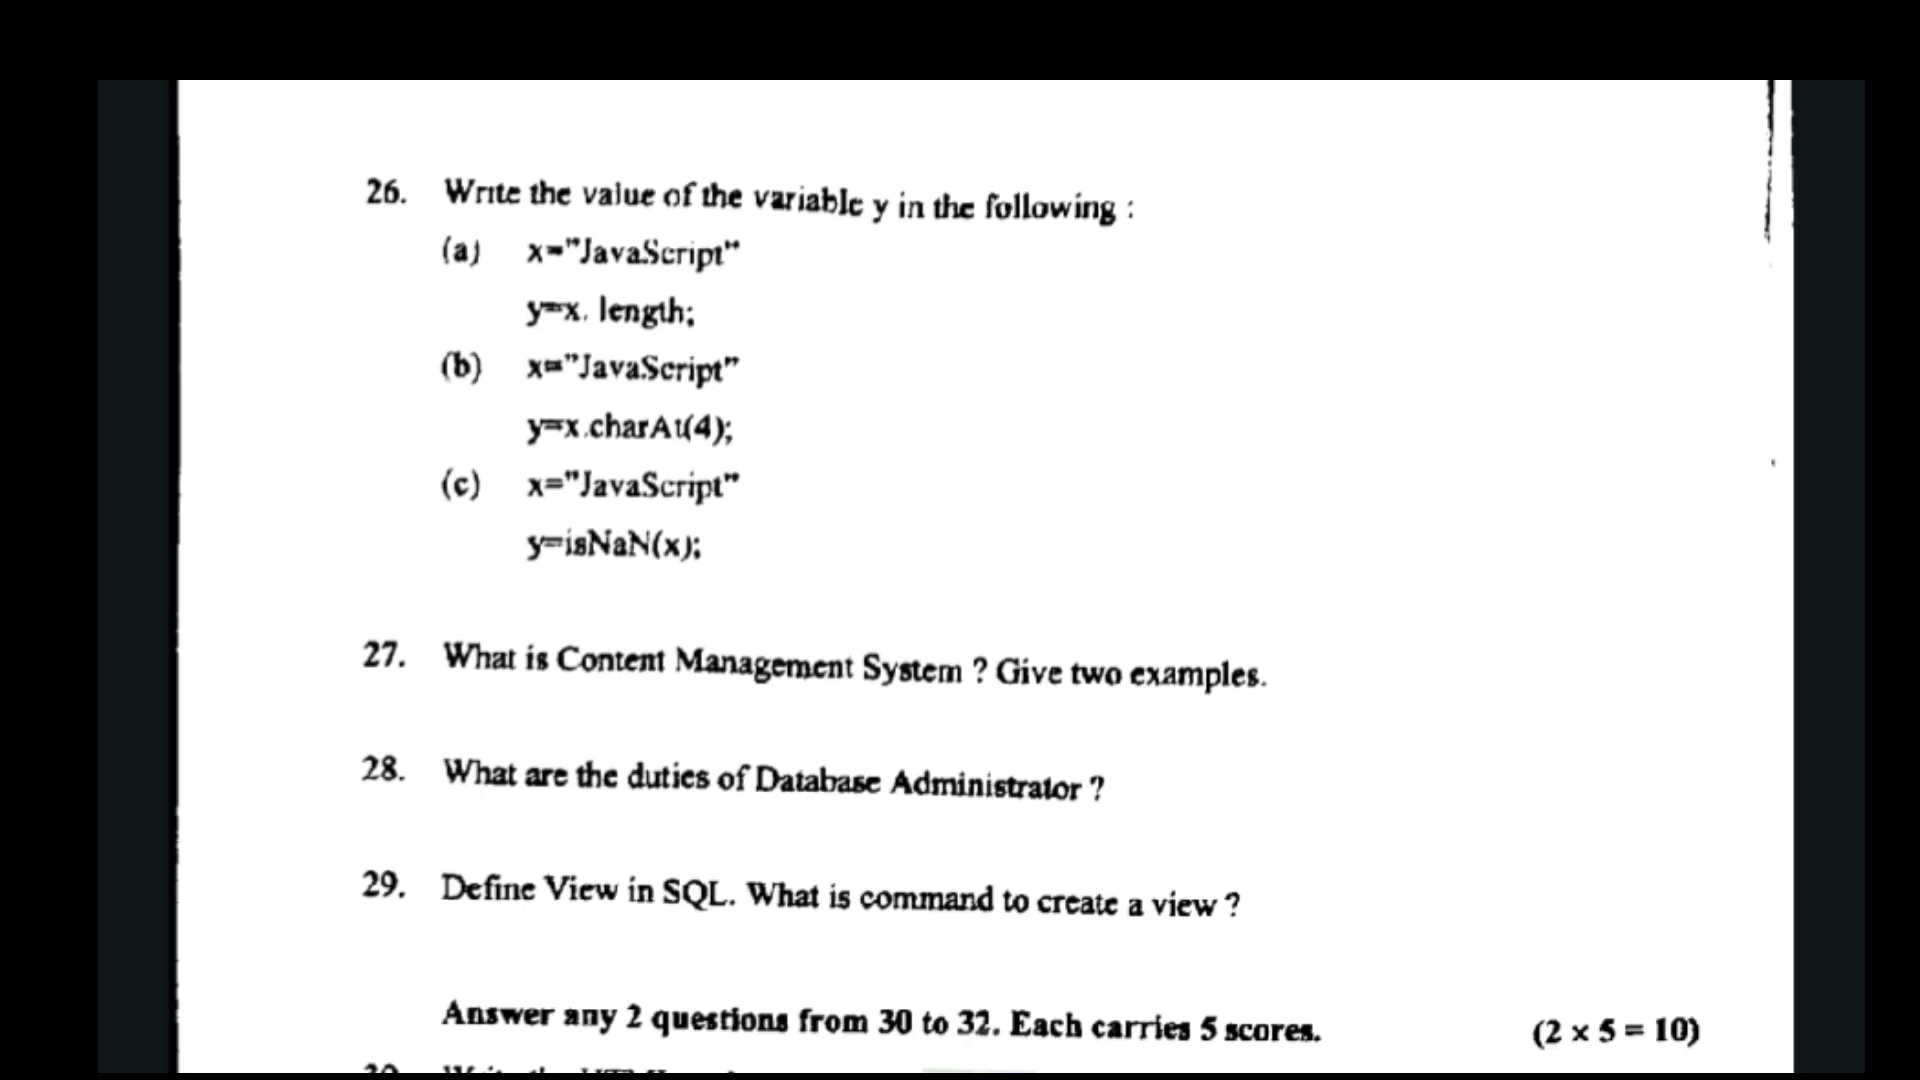 26. Write the value of the variable y in the following :
(a) x="JavaScript"
y=x. length;
(b) x="JavaScript"
y=x.charAt(4);
(c) x="JavaScript"
y=isNaN(x);
27. What is Content Management System ? Give two examples.
28. What are the duties of Database Administrator ?
29. Define View in SQL. What is command to create a view ?
Answer any 2 questions from 30 to 32. Each carries 5 scores. (2 × 5 = 10)